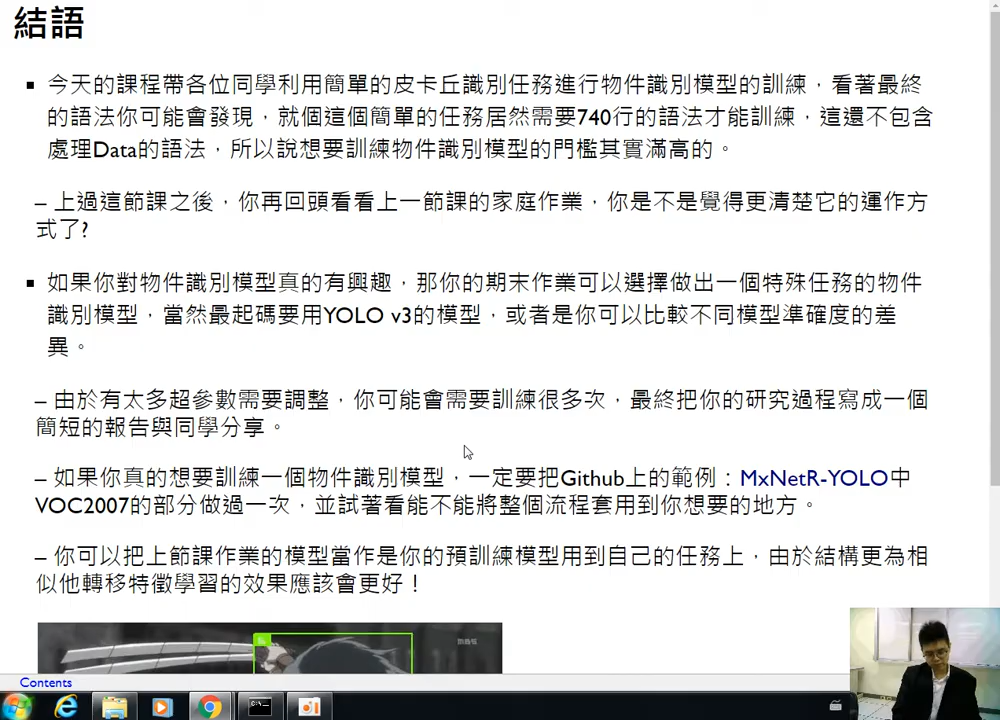 結語
▪ 今天的課程帶各位同學利用簡單的皮卡丘識別任務進行物件識別模型的訓練，看著最終
的語法你可能會發現，就個這個簡單的任務居然需要740行的語法才能訓練，這還不包含
處理Data的語法，所以說想要訓練物件識別模型的門檻其實滿高的。
– 上過這節課之後，你再回頭看看上一節課的家庭作業，你是不是覺得更清楚它的運作方
式了?
▪ 如果你對物件識別模型真的有興趣，那你的期末作業可以選擇做出一個特殊任務的物件
識別模型，當然最起碼要用YOLO v3的模型，或者是你可以比較不同模型準確度的差
異。
– 由於有太多超參數需要調整，你可能會需要訓練很多次，最終把你的研究過程寫成一個
簡短的報告與同學分享。
– 如果你真的想要訓練一個物件識別模型，一定要把Github上的範例：MxNetR-YOLO中
VOC2007的部分做過一次，並試著看能不能將整個流程套用到你想要的地方。
– 你可以把上節課作業的模型當作是你的預訓練模型用到自己的任務上，由於結構更為相
似他轉移特徵學習的效果應該會更好！
Contents